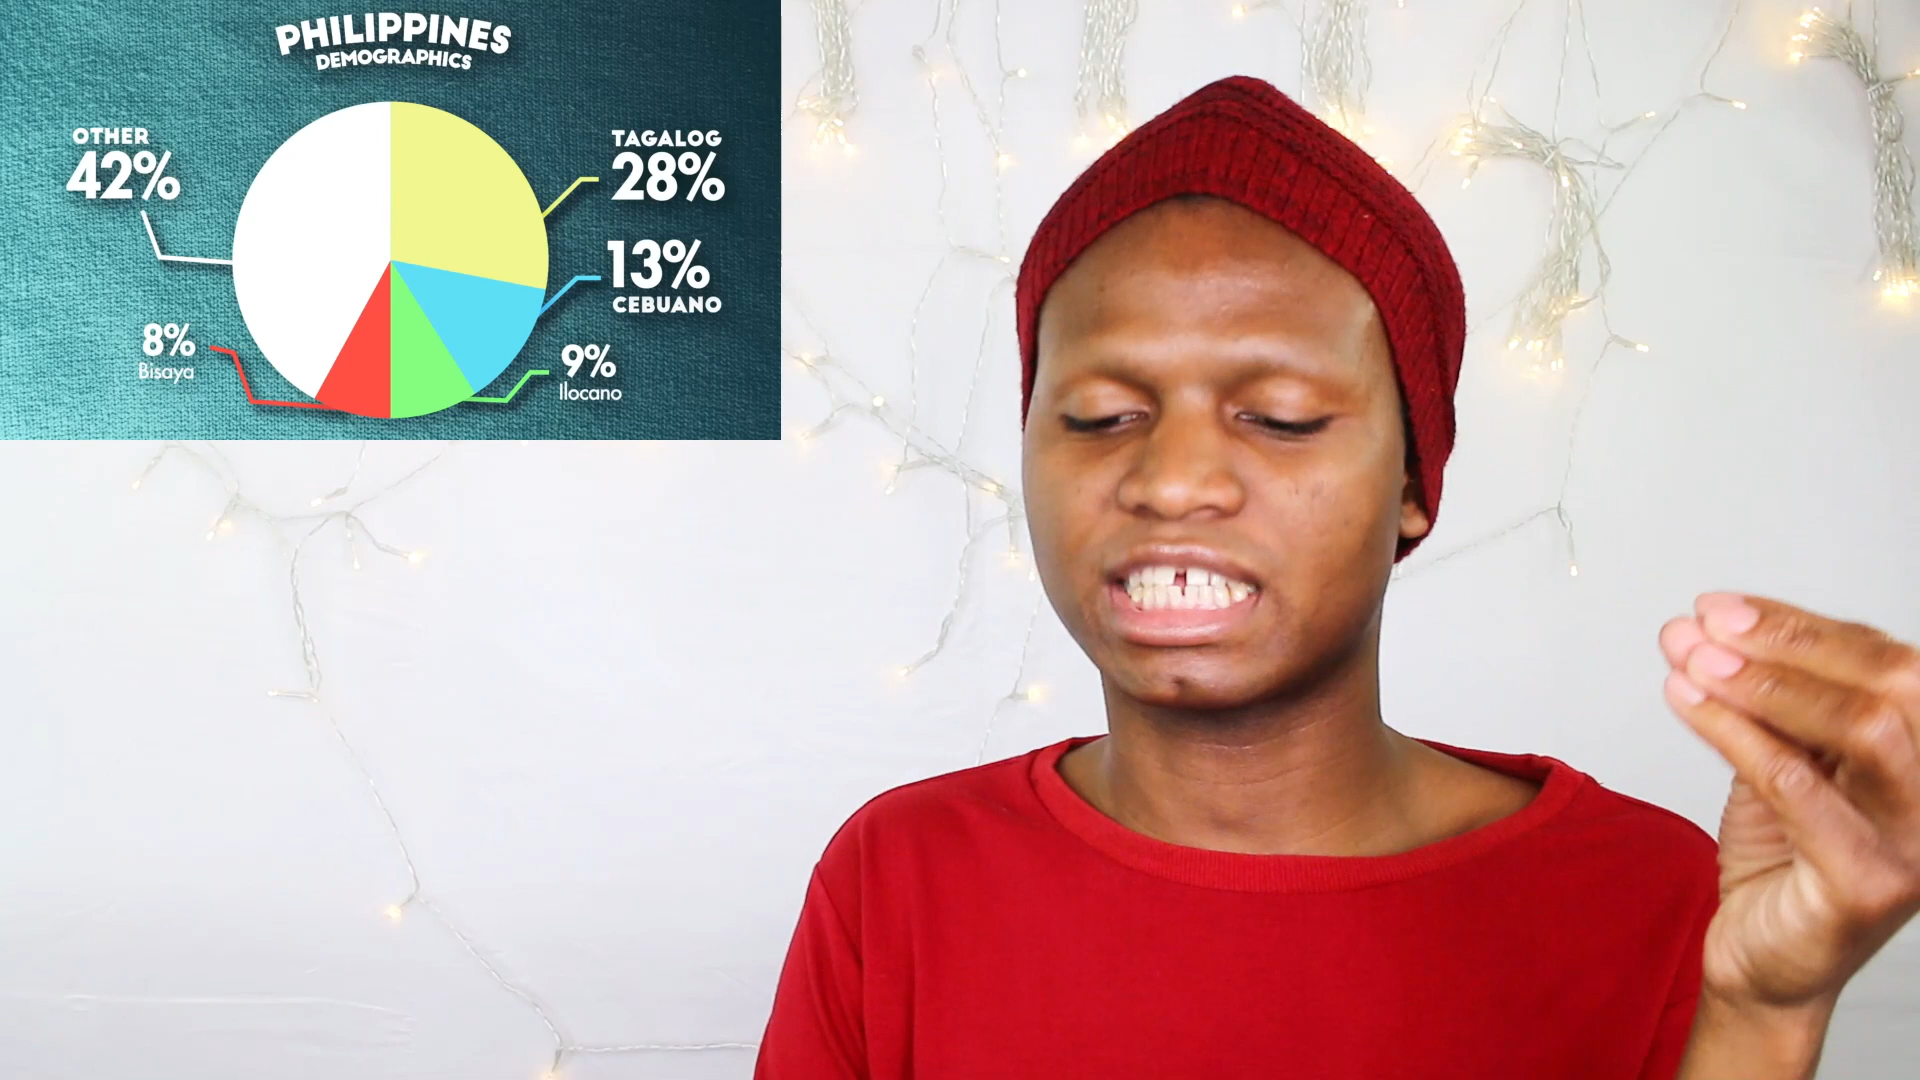 PHILIPPINES
DEMOGRAPHICS
OTHER
42%
TAGALOG
28%
13%
CEBUANO
8%
Bisaya
9%
Ilocano